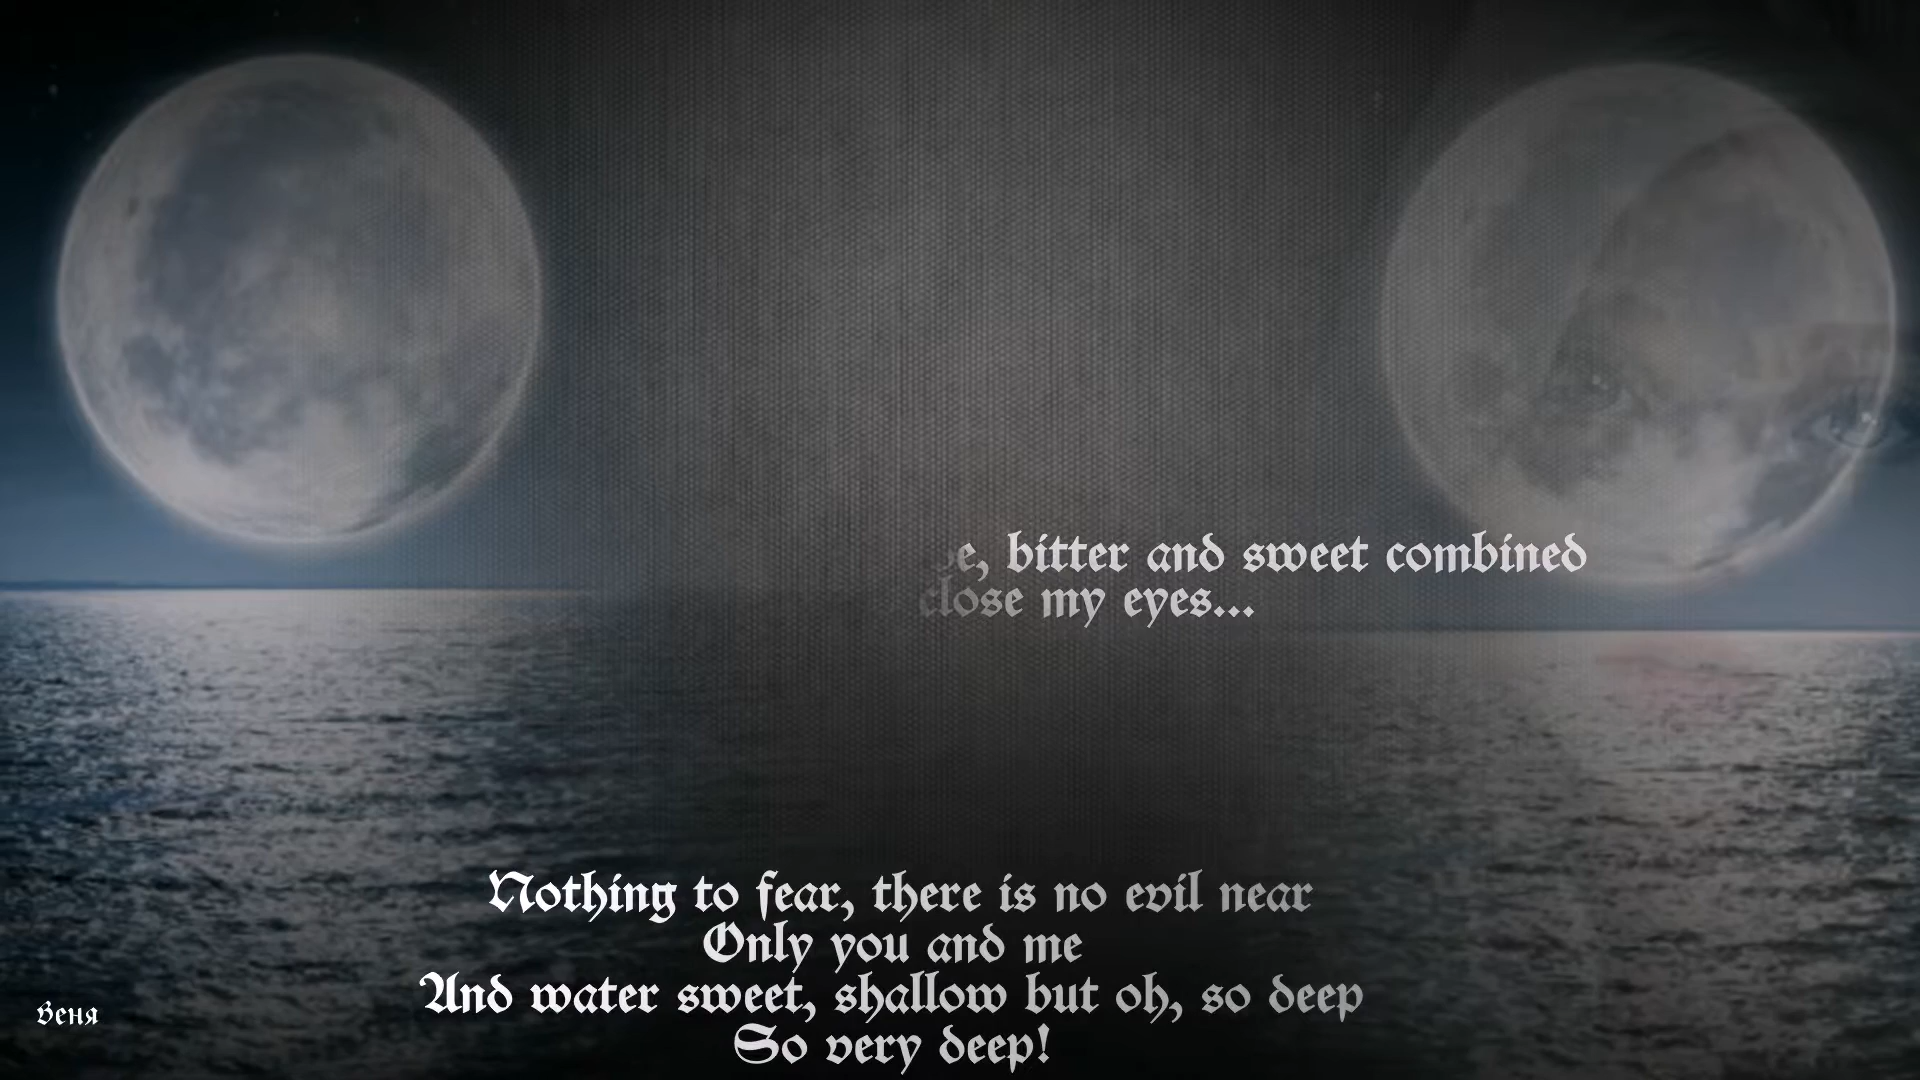 , bitter and sweet combined
close my eyes...
Nothing to fear, there is no evil near
Only you and me
And water sweet, shallow but oh, so deep
So very deep!
Веня